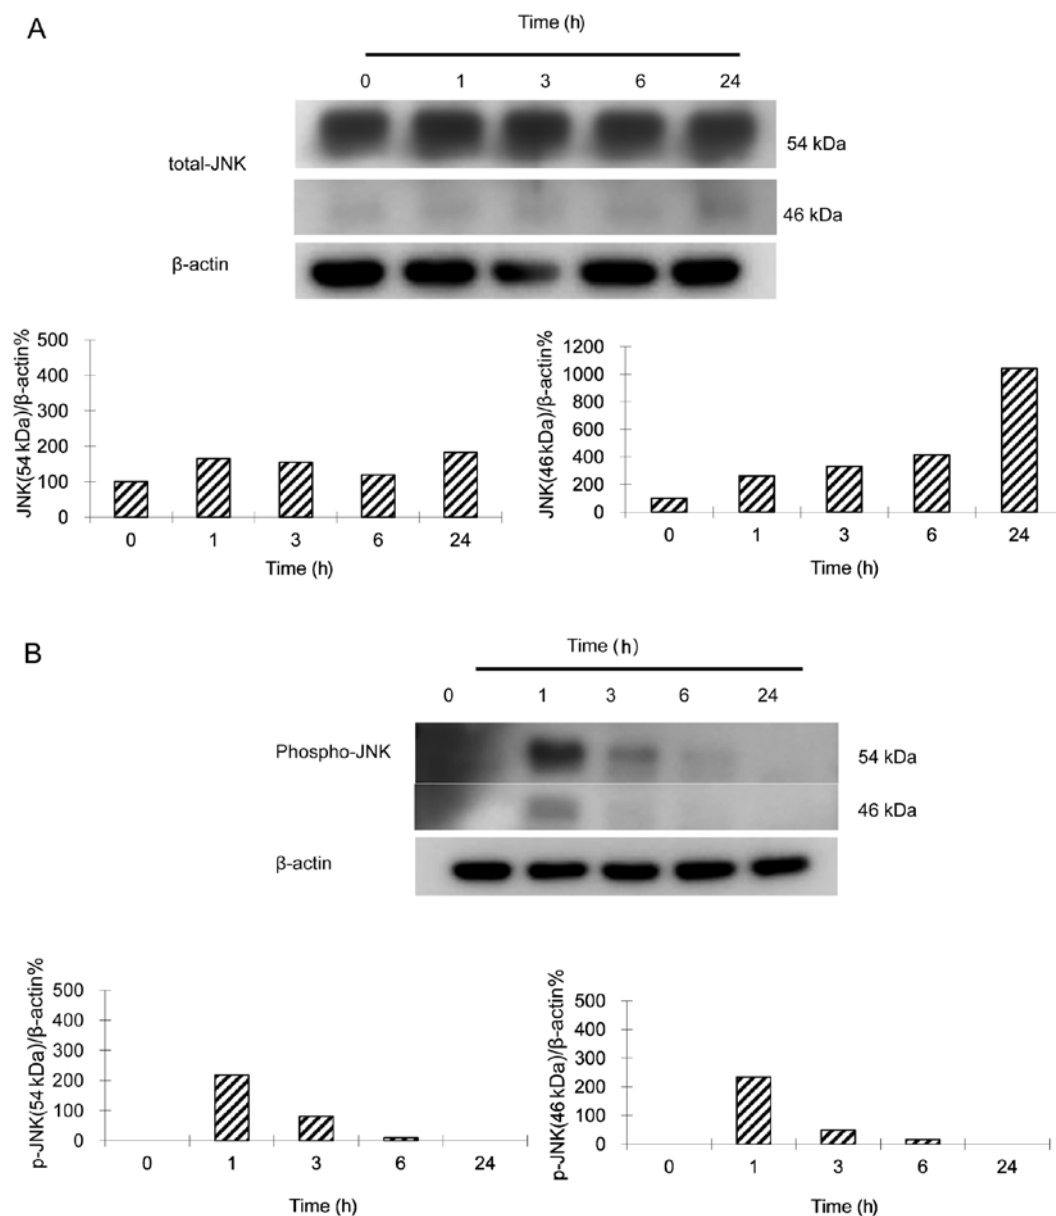 A
Time (h)
0 1 3 6 24
total-JNK
54 kDa
46 kDa
β-actin
JNK(54 kDa)/β-actin%
500
400
300
200
100
0
0 1 3 6 24
Time (h)
JNK(46 kDa)/β-actin%
1200
1000
800
600
400
200
0
0 1 3 6 24
Time (h)
B
Time (h)
0 1 3 6 24
Phospho-JNK
54 kDa
46 kDa
β-actin
p-JNK(54 kDa)/β-actin%
500
400
300
200
100
0
0 1 3 6 24
Time (h)
p-JNK(46 kDa)/β-actin%
500
400
300
200
100
0
0 1 3 6 24
Time (h)